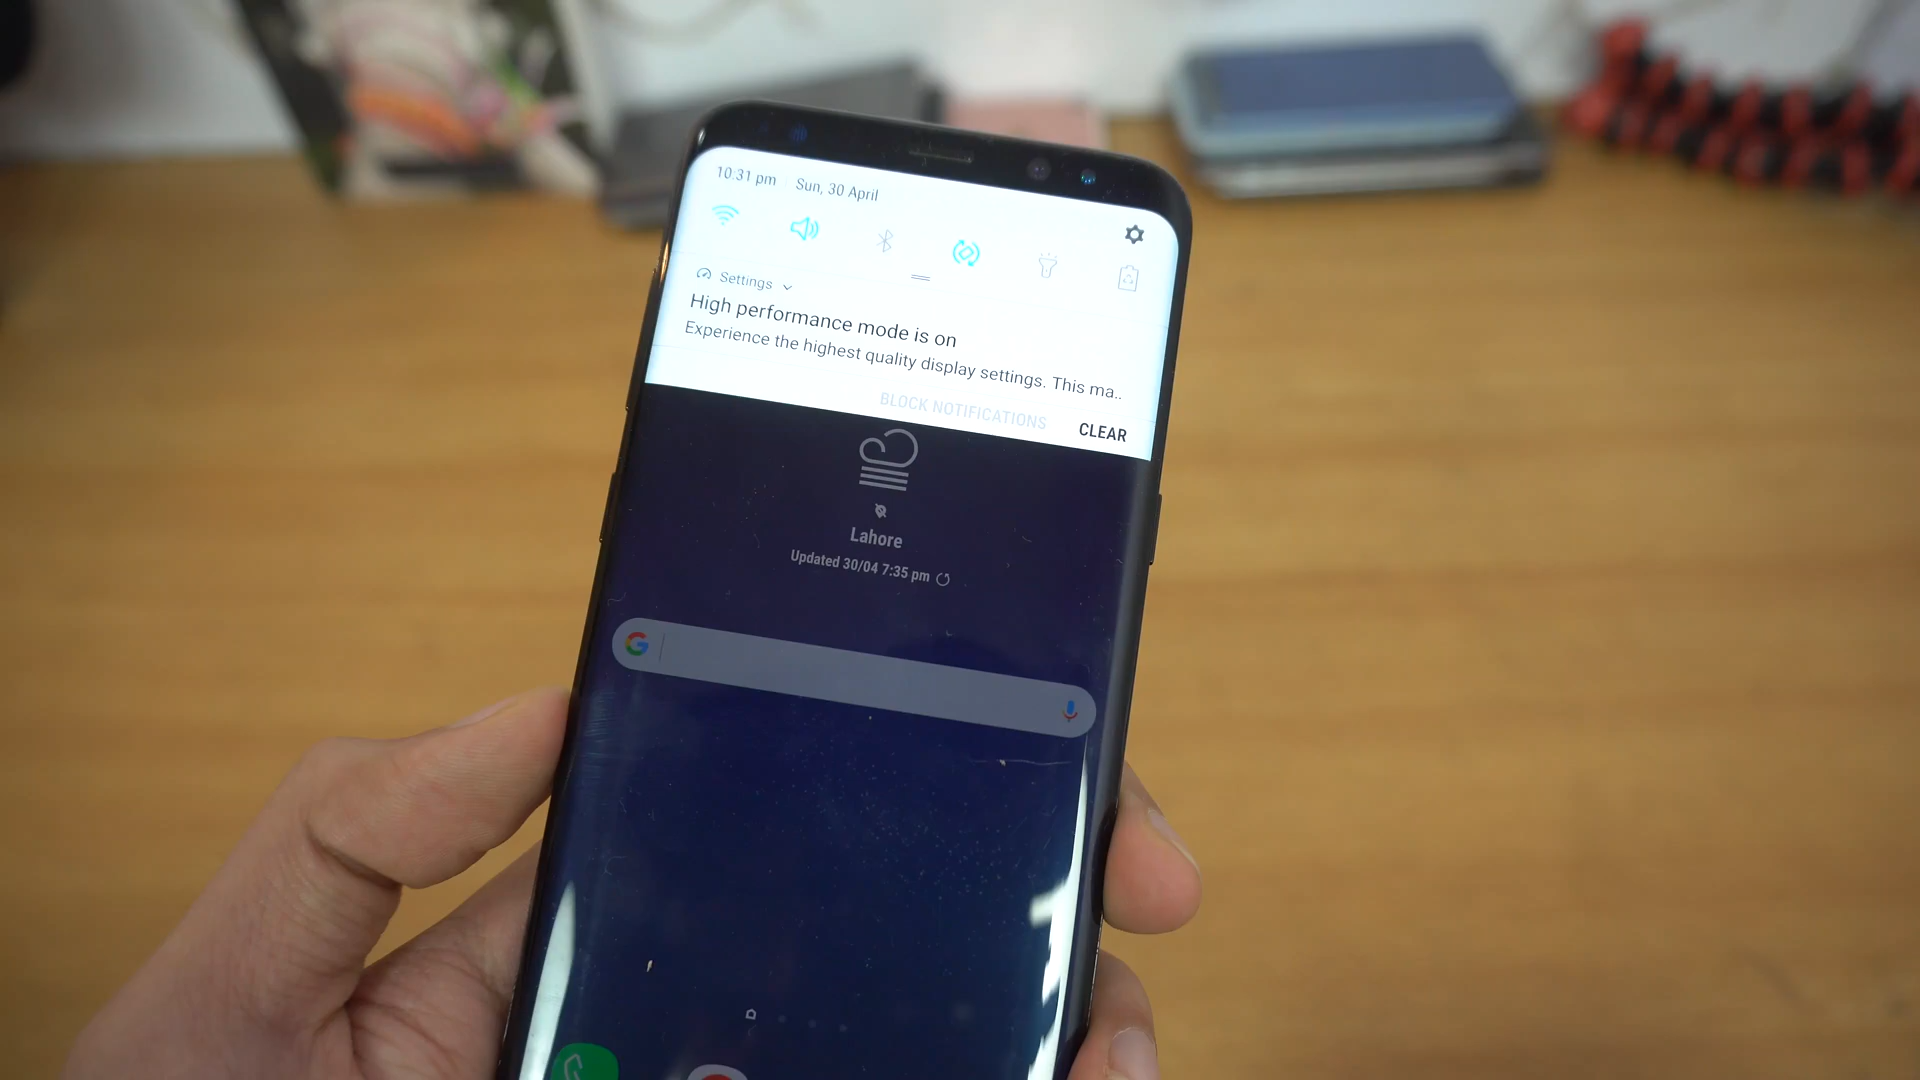 10:31 pm Sun, 30 April
Settings
High performance mode is on
Experience the highest quality display settings. This ma..
BLOCK NOTIFICATIONS CLEAR
Lahore
Updated 30/04 7:35 pm
G